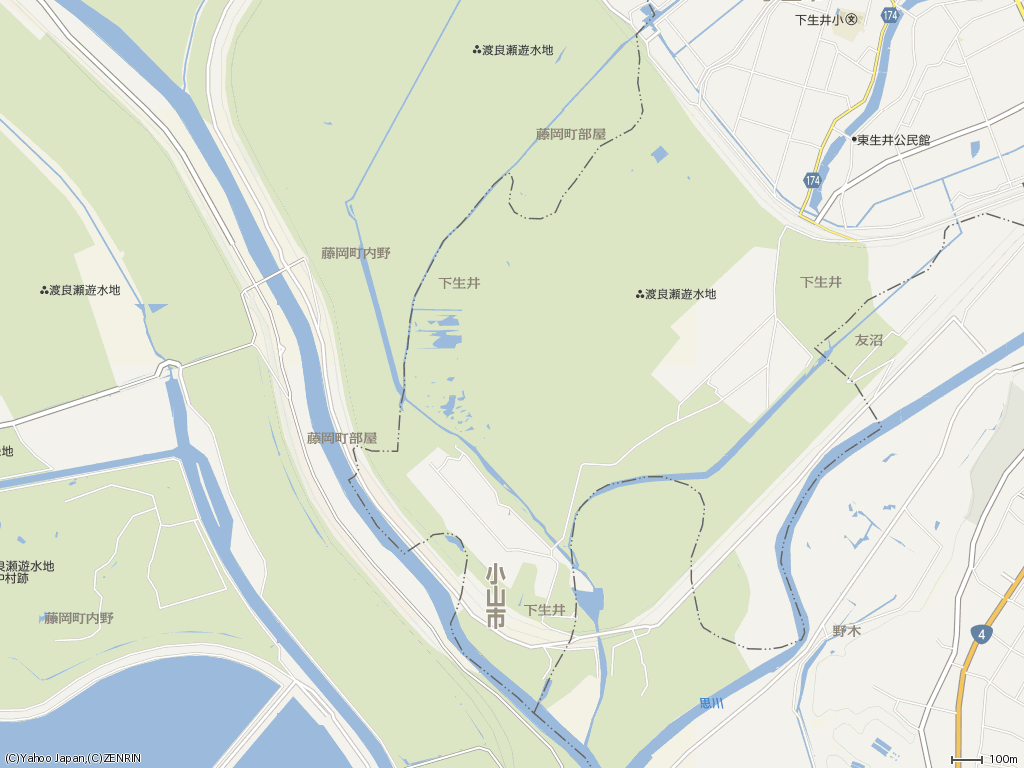 下生井小
174
渡良瀬遊水地
藤岡町部屋
東生井公民館
174
藤岡町内野
下生井
下生井
渡良瀬遊水地
渡良瀬遊水地
友沼
藤岡町部屋
地
良瀬遊水地
中村跡
小山市
下生井
藤岡町内野
野木
4
思川
(C)Yahoo Japan,(C)ZENRIN
100m